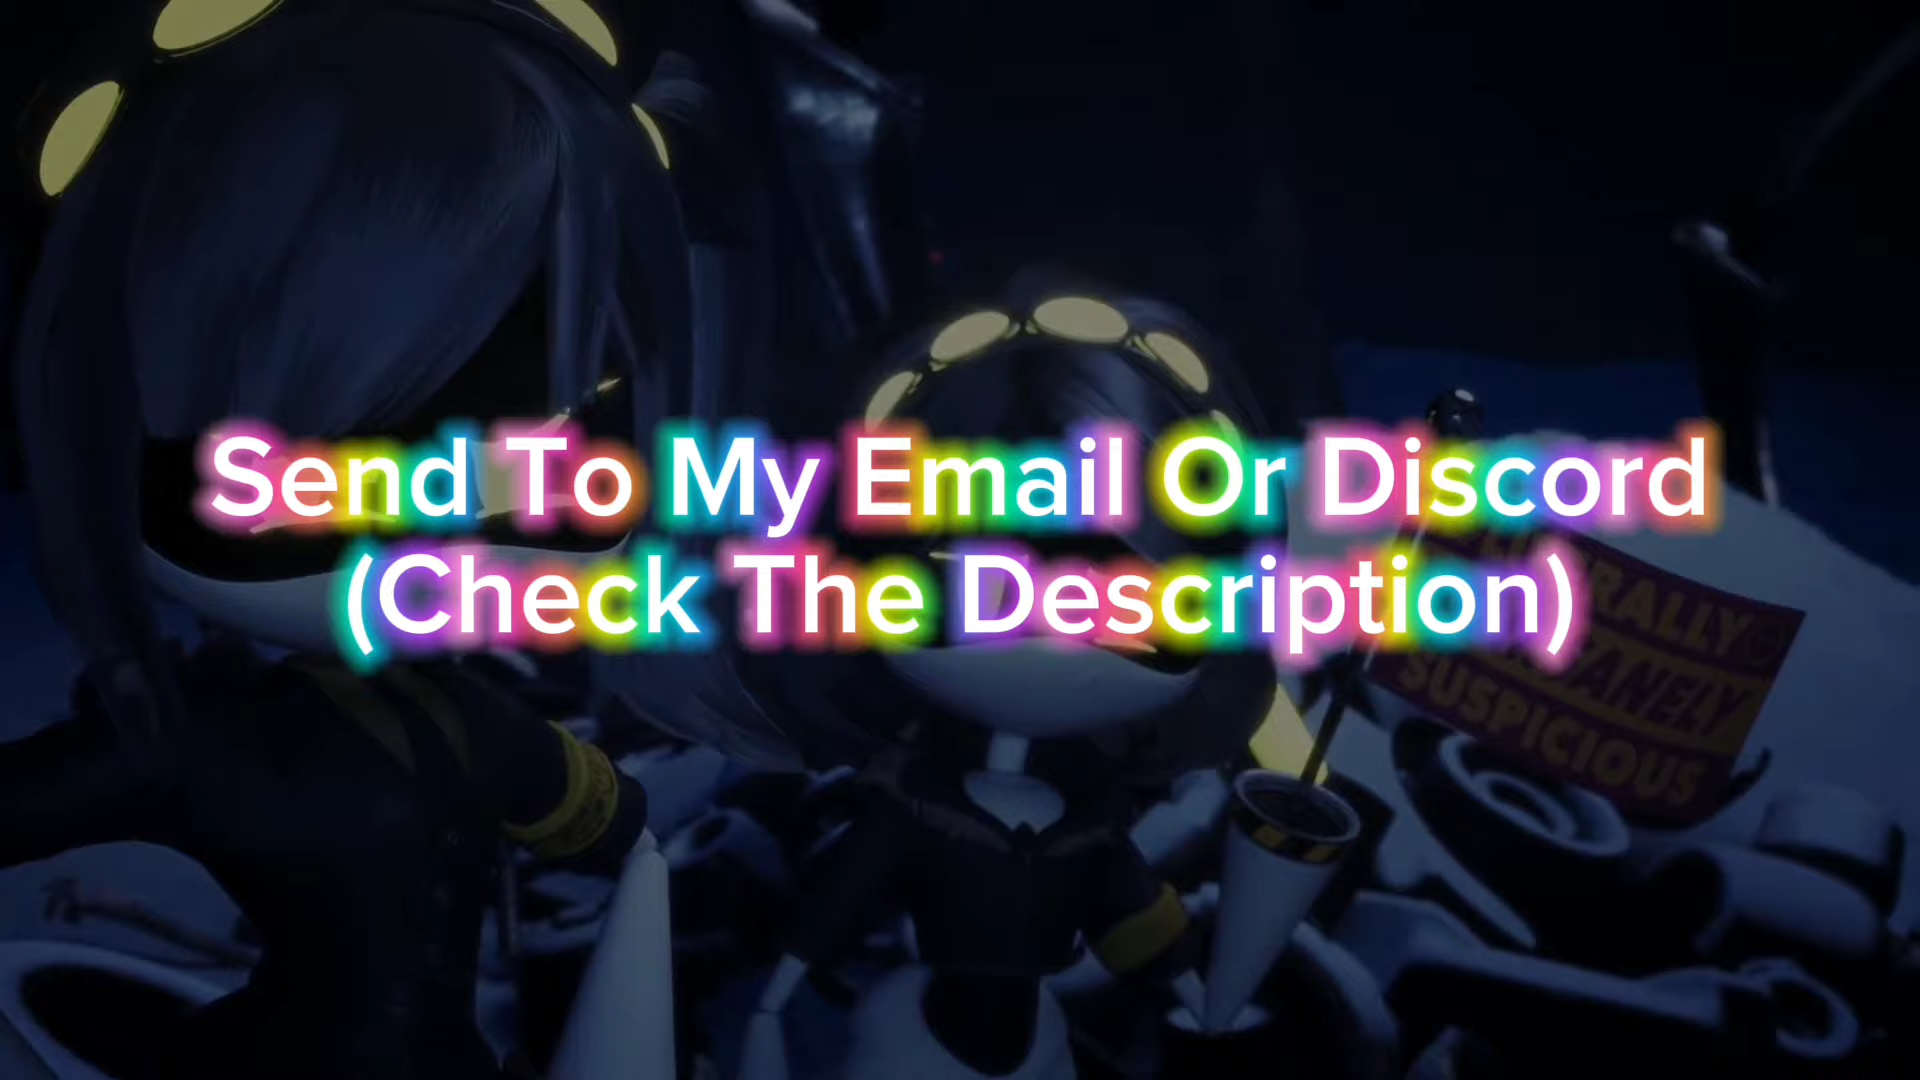 Send To My Email Or Discord
(Check The Description)
SUSPICIOUS